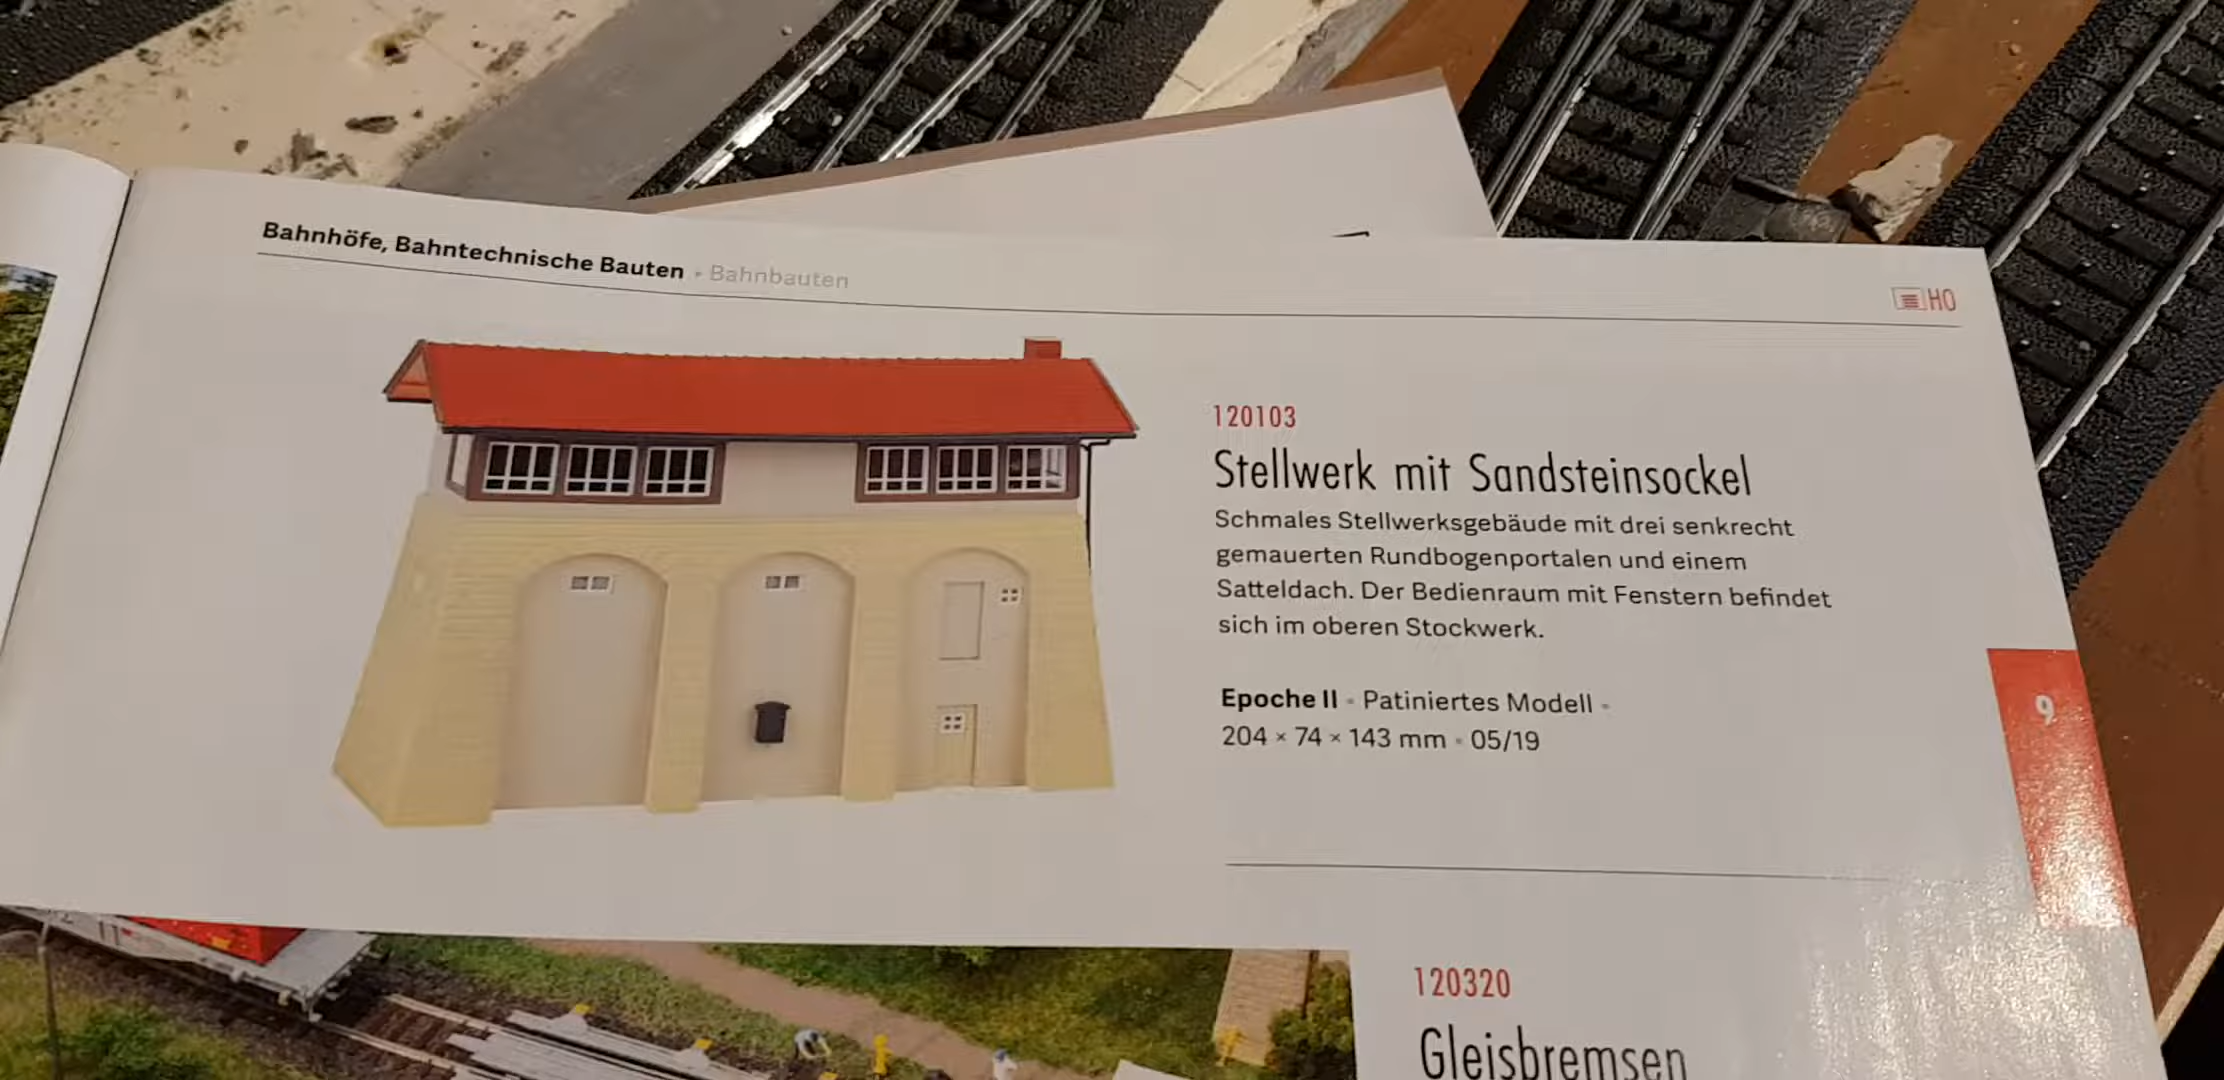 Bahnhöfe, Bahntechnische Bauten • Bahnbauten
H0
120103
Stellwerk mit Sandsteinsockel
Schmales Stellwerksgebäude mit drei senkrecht
gemauerten Rundbogenportalen und einem
Satteldach. Der Bedienraum mit Fenstern befindet
sich im oberen Stockwerk.
Epoche II • Patiniertes Modell •
204 × 74 × 143 mm • 05/19
9
120320
Gleisbremsen